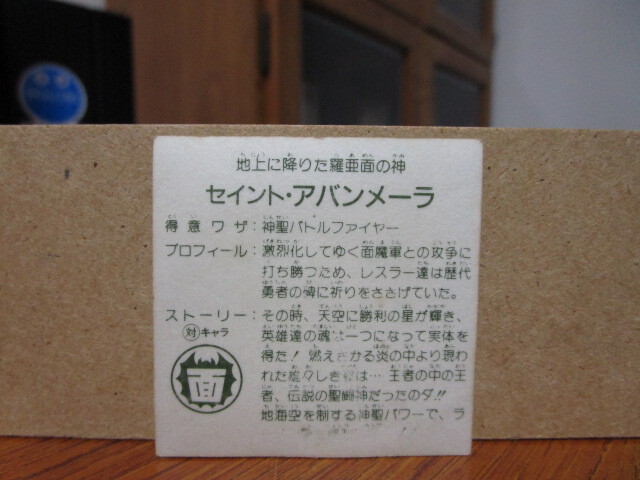 地上に降りた羅亜面の神
セイント・アバンメーラ
得意ワザ：神聖バトルファイヤー
プロフィール：激烈化してゆく面魔軍との攻争に
打ち勝つため、レスラー達は歴代
勇者の碑に祈りをささげていた。
ストーリー：その時、天空に勝利の星が輝き、
対キャラ
英雄達の魂は一つになって実体を
得た！燃えさかる炎の中より現わ
れた雄々しき は…王者の中の王
者、伝説の聖闘神だったのダ!!
地海空を制する神聖パワーで、ラ
面